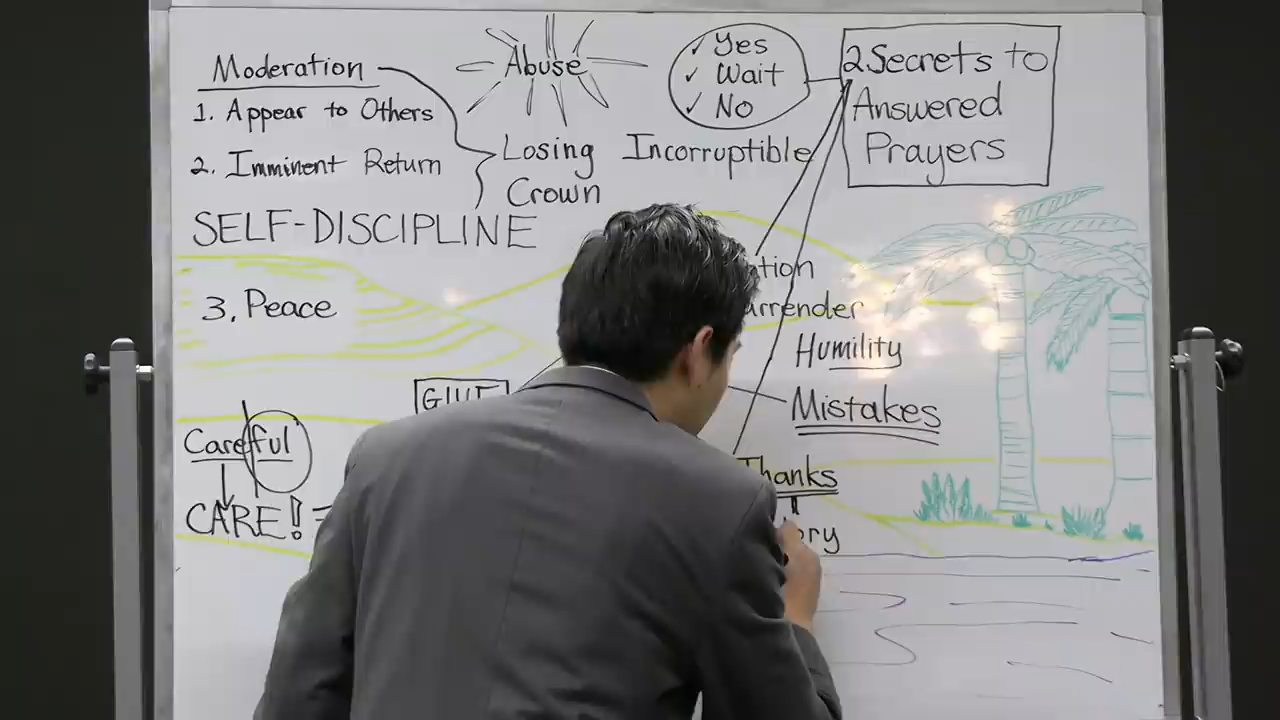 Moderation
1. Appear to Others
2. Imminent Return
SELF-DISCIPLINE
3. Peace
Careful
CARE! =
Abuse
Losing
Crown
Incorruptible
✓ Yes
✓ Wait
✓ No
2 Secrets to
Answered
Prayers
Humility
Mistakes
Thanks